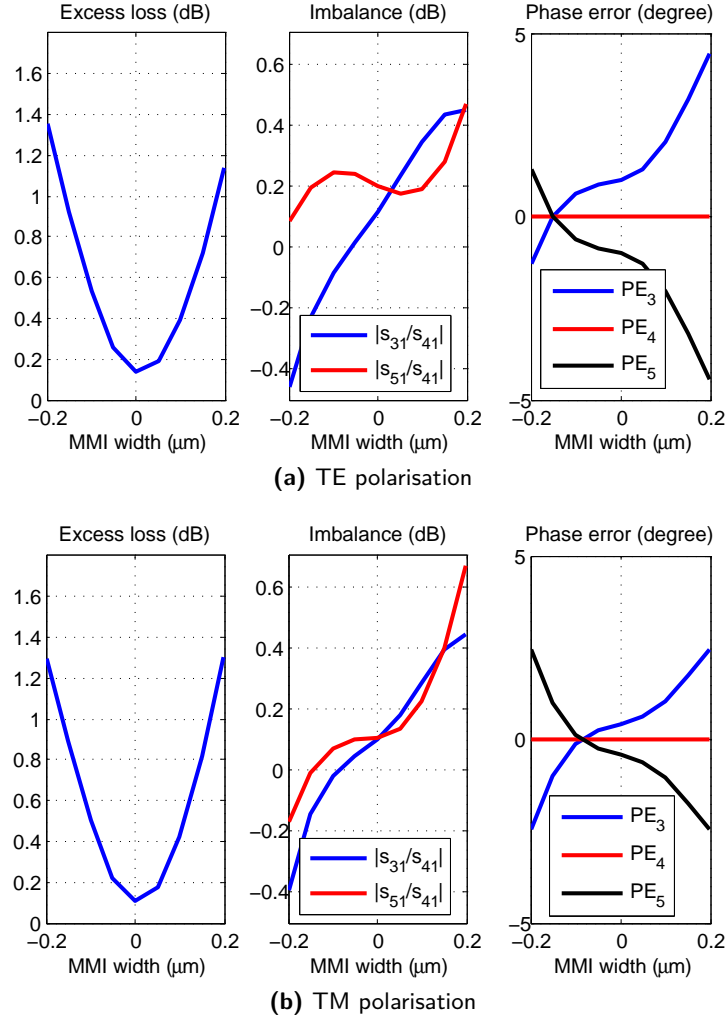 Excess loss (dB)
Imbalance (dB)
Phase error (degree)
1.6
1.4
1.2
1
0.8
0.6
0.4
0.2
0
−0.2 0 0.2
MMI width (μm)
0.6
0.4
0.2
0
−0.2
−0.4
|s31/s41|
|s51/s41|
−0.2 0 0.2
MMI width (μm)
5
0
−5
PE3
PE4
PE5
−0.2 0 0.2
MMI width (μm)
(a) TE polarisation
Excess loss (dB)
Imbalance (dB)
Phase error (degree)
1.6
1.4
1.2
1
0.8
0.6
0.4
0.2
0
−0.2 0 0.2
MMI width (μm)
0.6
0.4
0.2
0
−0.2
−0.4
|s31/s41|
|s51/s41|
−0.2 0 0.2
MMI width (μm)
5
0
−5
PE3
PE4
PE5
−0.2 0 0.2
MMI width (μm)
(b) TM polarisation